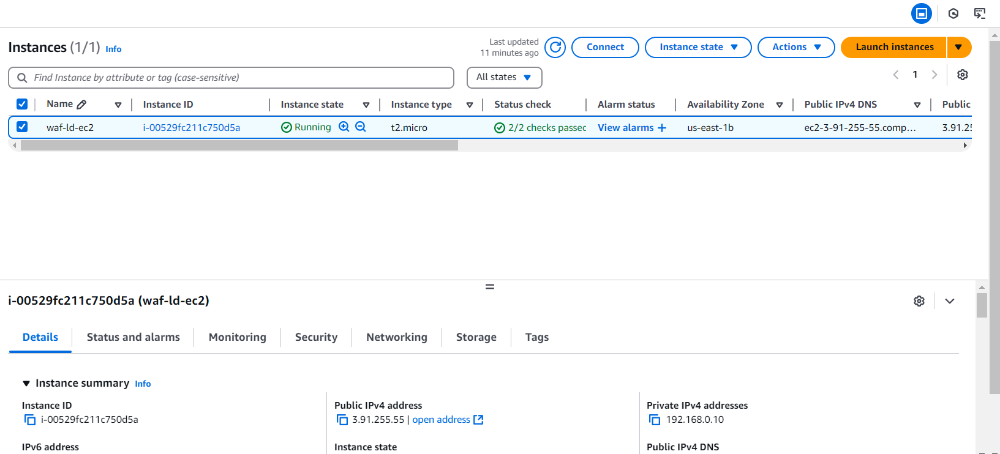 Instances (1/1) Info
Last updated
11 minutes ago
Connect
Instance state
Actions
Launch instances
Find Instance by attribute or tag (case-sensitive)
All states
1
Name Instance ID Instance state Instance type Status check Alarm status Availability Zone Public IPv4 DNS Public
waf-ld-ec2 i-00529fc211c750d5a Running t2.micro 2/2 checks passed View alarms + us-east-1b ec2-3-91-255-55.comp... 3.91.25
i-00529fc211c750d5a (waf-ld-ec2)
Details Status and alarms Monitoring Security Networking Storage Tags
Instance summary Info
Instance ID Public IPv4 address Private IPv4 addresses
i-00529fc211c750d5a 3.91.255.55 | open address 192.168.0.10
IPv6 address Instance state Public IPv4 DNS